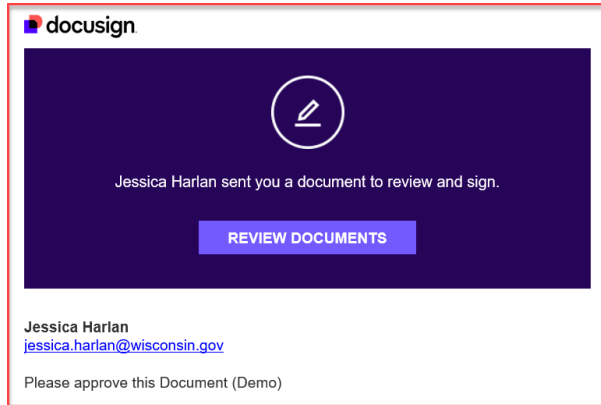 docusign
Jessica Harlan sent you a document to review and sign.
REVIEW DOCUMENTS
Jessica Harlan
jessica.harlan@wisconsin.gov
Please approve this Document (Demo)